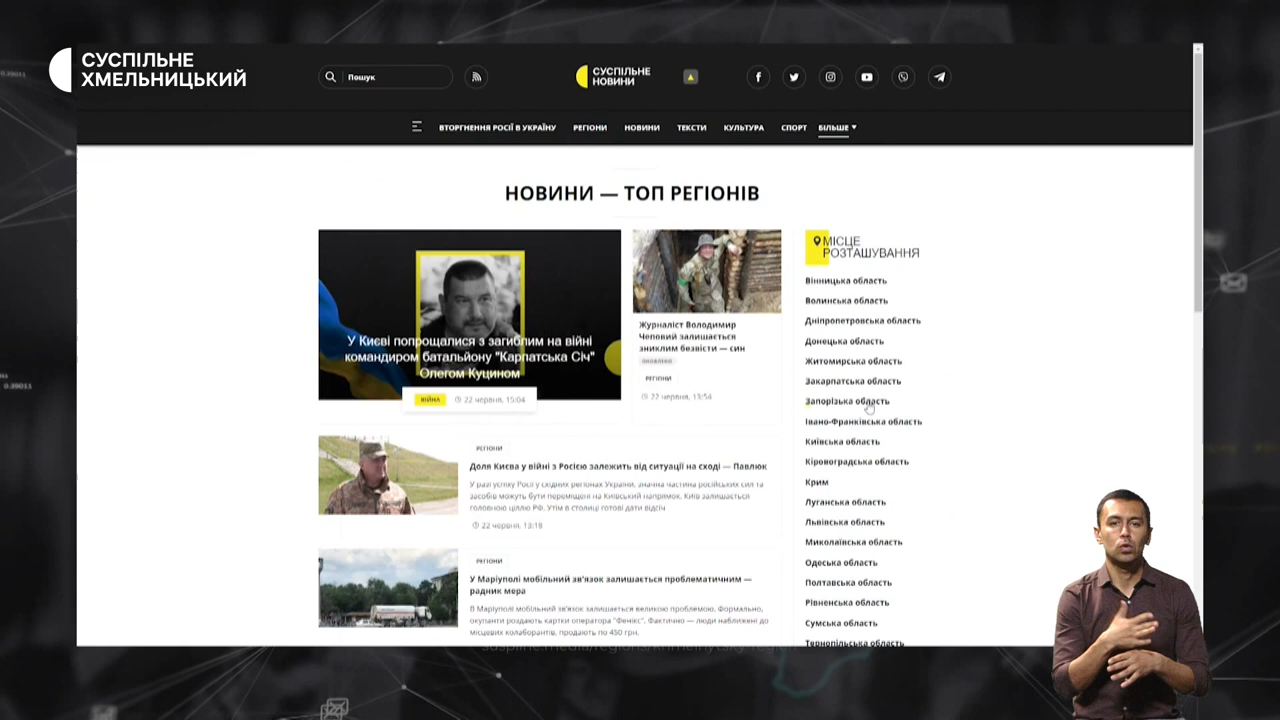 СУСПІЛЬНЕ
ХМЕЛЬНИЦЬКИЙ
Пошук
СУСПІЛЬНЕ
НОВИНИ
ВТОРГНЕННЯ РОСІЇ В УКРАЇНУ РЕГІОНИ НОВИНИ ТЕКСТИ КУЛЬТУРА СПОРТ БІЛЬШЕ
НОВИНИ — ТОП РЕГІОНІВ
У Києві попрощалися з загиблим на війні
командиром батальйону "Карпатська Січ"
Олегом Куцином
ВІЙНА 22 червня, 15:04
Журналіст Володимир
Чеповий залишається
зниклим безвісти — син
ОНОВЛЕНО
РЕГІОНИ
22 червня, 13:54
РЕГІОНИ
Доля Києва у війні з Росією залежить від ситуації на сході — Павлюк
У разі успіху Росії у східних регіонах України, значна частина російських сил та
засобів можуть бути переміщені на Київський напрямок. Київ залишається
головною ціллю РФ. Утім в столиці готові дати відсіч
22 червня, 13:18
РЕГІОНИ
У Маріуполі мобільний зв'язок залишається проблематичним —
радник мера
В Маріуполі мобільний зв'язок залишається великою проблемою. Формально,
окупанти роздають картки оператора "Фенікс". Фактично — люди наближені до
місцевих колаборантів, продають по 450 грн.
МІСЦЕ
РОЗТАШУВАННЯ
Вінницька область
Волинська область
Дніпропетровська область
Донецька область
Житомирська область
Закарпатська область
Запорізька область
Івано-Франківська область
Київська область
Кіровоградська область
Крим
Луганська область
Львівська область
Миколаївська область
Одеська область
Полтавська область
Рівненська область
Сумська область
Тернопільська область
0.39011